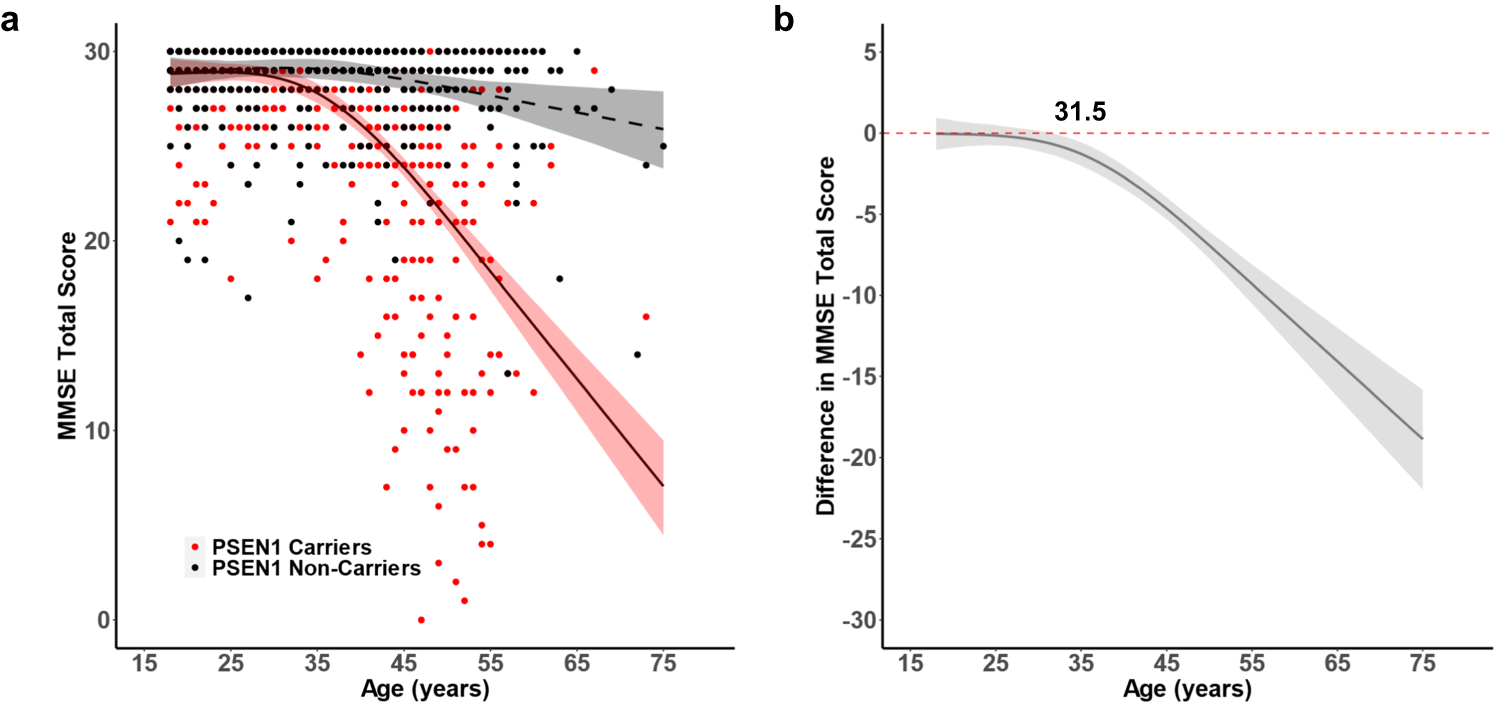 a
30
20
10
0
MMSE Total Score
PSEN1 Carriers
PSEN1 Non-Carriers
15 25 35 45 55 65 75
Age (years)
b
5
0
-5
-10
-15
-20
-25
-30
Difference in MMSE Total Score
31.5
15 25 35 45 55 65 75
Age (years)